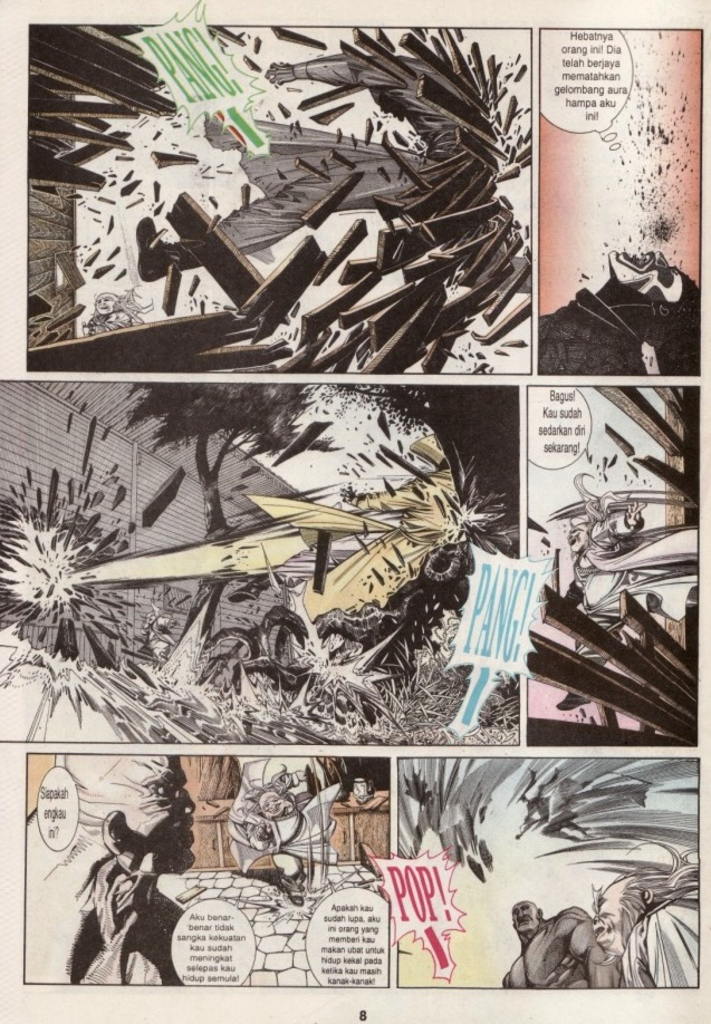 PANG!
Hebatnya
orang ini! Dia
telah berjaya
mematahkan
gelombang aura
hampa aku
ini!
Bagus!
Kau sudah
sedarkan diri
sekarang!
PANG!
Siapakah
engkau
ini?
Aku benar-
benar tidak
sangka kekuatan
kau sudah
meningkat
selepas kau
hidup semula!
Apakah kau
sudah lupa, aku
ini orang yang
memberi kau
makan ubat untuk
hidup kekal pada
ketika kau masih
kanak-kanak!
POP!
8